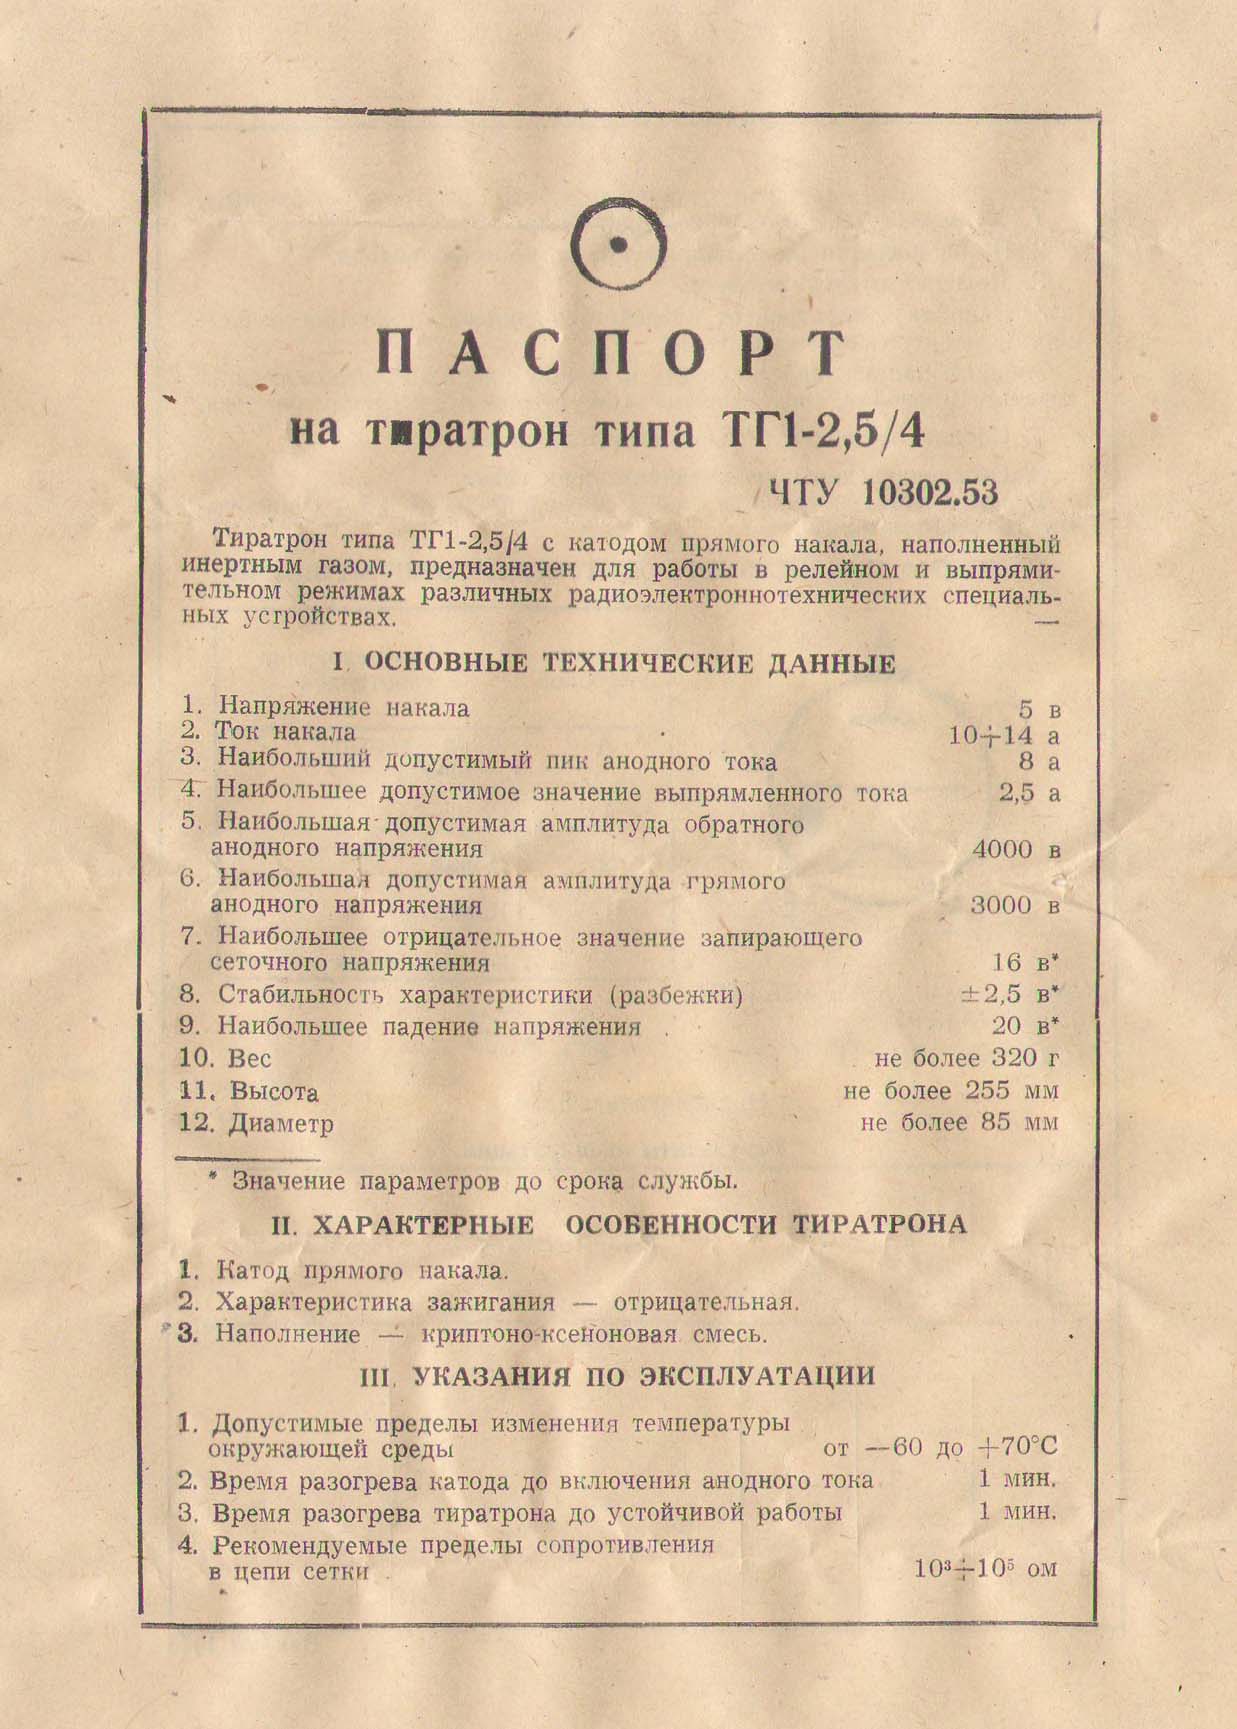 ПАСПОРТ
на тиратрон типа ТГ1-2,5/4
ЧТУ 10302.53
Тиратрон типа ТГ1-2,5/4 с катодом прямого накала, наполненный
инертным газом, предназначен для работы в релейном и выпрями-
тельном режимах различных радиоэлектроннотехнических специаль-
ных устройствах.
I. ОСНОВНЫЕ ТЕХНИЧЕСКИЕ ДАННЫЕ
1. Напряжение накала 5 в
2. Ток накала 10÷14 а
3. Наибольший допустимый пик анодного тока 8 а
4. Наибольшее допустимое значение выпрямленного тока 2,5 а
5. Наибольшая допустимая амплитуда обратного
анодного напряжения 4000 в
6. Наибольшая допустимая амплитуда прямого
анодного напряжения 3000 в
7. Наибольшее отрицательное значение запирающего
сеточного напряжения 16 в*
8. Стабильность характеристики (разбежки) ±2,5 в*
9. Наибольшее падение напряжения 20 в*
10. Вес не более 320 г
11. Высота не более 255 мм
12. Диаметр не более 85 мм
* Значение параметров до срока службы.
II. ХАРАКТЕРНЫЕ ОСОБЕННОСТИ ТИРАТРОНА
1. Катод прямого накала.
2. Характеристика зажигания — отрицательная.
3. Наполнение — криптоно-ксеноновая смесь.
III. УКАЗАНИЯ ПО ЭКСПЛУАТАЦИИ
1. Допустимые пределы изменения температуры
окружающей среды от —60 до +70°С
2. Время разогрева катода до включения анодного тока 1 мин.
3. Время разогрева тиратрона до устойчивой работы 1 мин.
4. Рекомендуемые пределы сопротивления
в цепи сетки 10³÷10⁵ ом